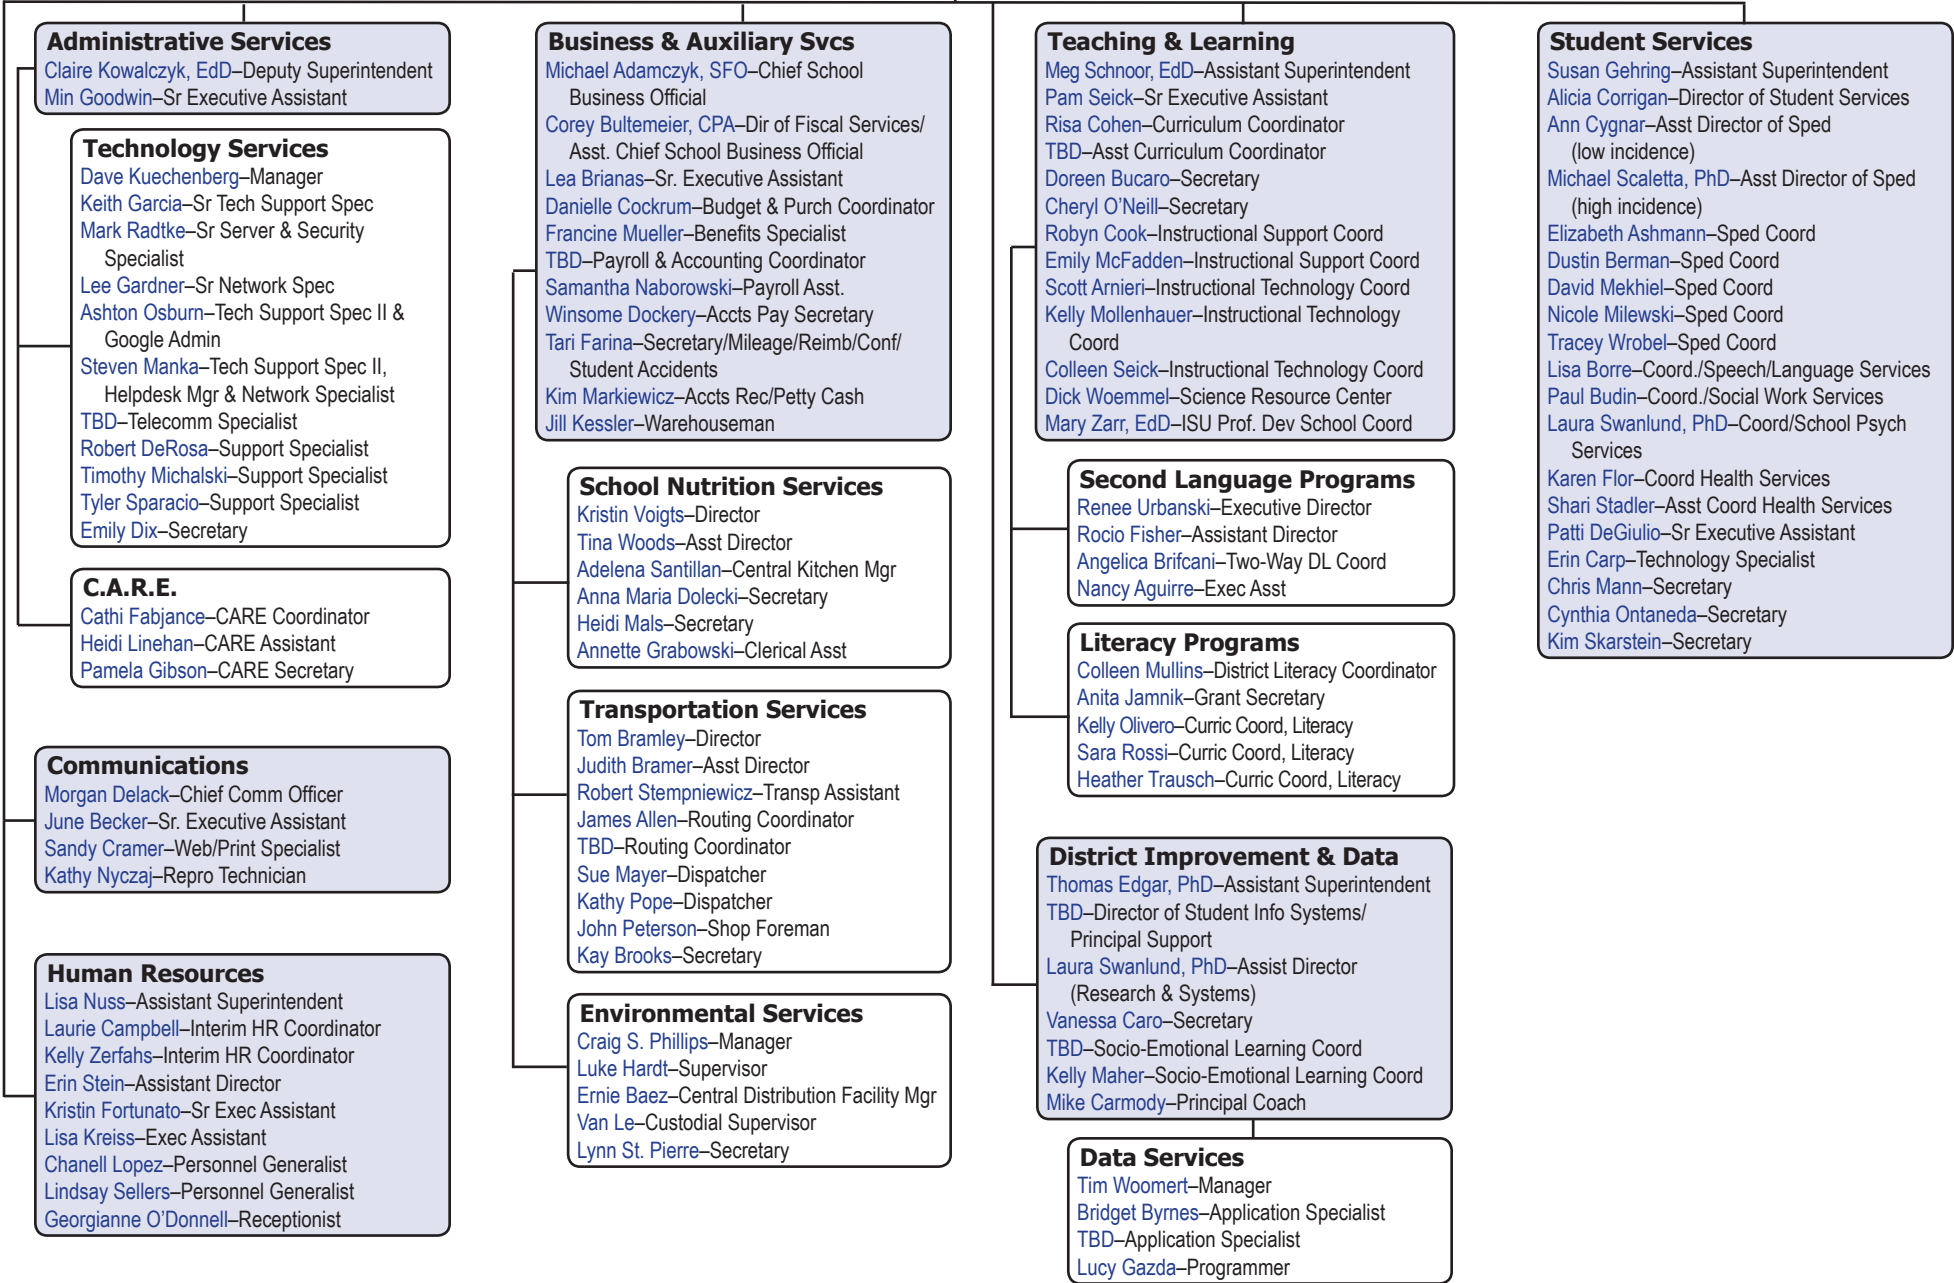 Administrative Services
Claire Kowalczyk, EdD–Deputy Superintendent
Min Goodwin–Sr Executive Assistant
Technology Services
Dave Kuechenberg–Manager
Keith Garcia–Sr Tech Support Spec
Mark Radtke–Sr Server & Security
Specialist
Lee Gardner–Sr Network Spec
Ashton Osburn–Tech Support Spec II &
Google Admin
Steven Manka–Tech Support Spec II,
Helpdesk Mgr & Network Specialist
TBD–Telecomm Specialist
Robert DeRosa–Support Specialist
Timothy Michalski–Support Specialist
Tyler Sparacio–Support Specialist
Emily Dix–Secretary
C.A.R.E.
Cathi Fabjance–CARE Coordinator
Heidi Linehan–CARE Assistant
Pamela Gibson–CARE Secretary
Communications
Morgan Delack–Chief Comm Officer
June Becker–Sr. Executive Assistant
Sandy Cramer–Web/Print Specialist
Kathy Nyczaj–Repro Technician
Human Resources
Lisa Nuss–Assistant Superintendent
Laurie Campbell–Interim HR Coordinator
Kelly Zerfahs–Interim HR Coordinator
Erin Stein–Assistant Director
Kristin Fortunato–Sr Exec Assistant
Lisa Kreiss–Exec Assistant
Chanell Lopez–Personnel Generalist
Lindsay Sellers–Personnel Generalist
Georgianne O’Donnell–Receptionist
Business & Auxiliary Svcs
Michael Adamczyk, SFO–Chief School
Business Official
Corey Bultemeier, CPA–Dir of Fiscal Services/
Asst. Chief School Business Official
Lea Brianas–Sr. Executive Assistant
Danielle Cockrum–Budget & Purch Coordinator
Francine Mueller–Benefits Specialist
TBD–Payroll & Accounting Coordinator
Samantha Naborowski–Payroll Asst.
Winsome Dockery–Accts Pay Secretary
Tari Farina–Secretary/Mileage/Reimb/Conf/
Student Accidents
Kim Markiewicz–Accts Rec/Petty Cash
Jill Kessler–Warehouseman
School Nutrition Services
Kristin Voigts–Director
Tina Woods–Asst Director
Adelena Santillan–Central Kitchen Mgr
Anna Maria Dolecki–Secretary
Heidi Mals–Secretary
Annette Grabowski–Clerical Asst
Transportation Services
Tom Bramley–Director
Judith Bramer–Asst Director
Robert Stempniewicz–Transp Assistant
James Allen–Routing Coordinator
TBD–Routing Coordinator
Sue Mayer–Dispatcher
Kathy Pope–Dispatcher
John Peterson–Shop Foreman
Kay Brooks–Secretary
Environmental Services
Craig S. Phillips–Manager
Luke Hardt–Supervisor
Ernie Baez–Central Distribution Facility Mgr
Van Le–Custodial Supervisor
Lynn St. Pierre–Secretary
Teaching & Learning
Meg Schnoor, EdD–Assistant Superintendent
Pam Seick–Sr Executive Assistant
Risa Cohen–Curriculum Coordinator
TBD–Asst Curriculum Coordinator
Doreen Bucaro–Secretary
Cheryl O’Neill–Secretary
Robyn Cook–Instructional Support Coord
Emily McFadden–Instructional Support Coord
Scott Arnieri–Instructional Technology Coord
Kelly Mollenhauer–Instructional Technology
Coord
Colleen Seick–Instructional Technology Coord
Dick Woemmel–Science Resource Center
Mary Zarr, EdD–ISU Prof. Dev School Coord
Second Language Programs
Renee Urbanski–Executive Director
Rocio Fisher–Assistant Director
Angelica Brifcani–Two-Way DL Coord
Nancy Aguirre–Exec Asst
Literacy Programs
Colleen Mullins–District Literacy Coordinator
Anita Jamnik–Grant Secretary
Kelly Olivero–Curric Coord, Literacy
Sara Rossi–Curric Coord, Literacy
Heather Trausch–Curric Coord, Literacy
District Improvement & Data
Thomas Edgar, PhD–Assistant Superintendent
TBD–Director of Student Info Systems/
Principal Support
Laura Swanlund, PhD–Assist Director
(Research & Systems)
Vanessa Caro–Secretary
TBD–Socio-Emotional Learning Coord
Kelly Maher–Socio-Emotional Learning Coord
Mike Carmody–Principal Coach
Data Services
Tim Woomert–Manager
Bridget Byrnes–Application Specialist
TBD–Application Specialist
Lucy Gazda–Programmer
Student Services
Susan Gehring–Assistant Superintendent
Alicia Corrigan–Director of Student Services
Ann Cygnar–Asst Director of Sped
(low incidence)
Michael Scaletta, PhD–Asst Director of Sped
(high incidence)
Elizabeth Ashmann–Sped Coord
Dustin Berman–Sped Coord
David Mekhiel–Sped Coord
Nicole Milewski–Sped Coord
Tracey Wrobel–Sped Coord
Lisa Borre–Coord./Speech/Language Services
Paul Budin–Coord./Social Work Services
Laura Swanlund, PhD–Coord/School Psych
Services
Karen Flor–Coord Health Services
Shari Stadler–Asst Coord Health Services
Patti DeGiulio–Sr Executive Assistant
Erin Carp–Technology Specialist
Chris Mann–Secretary
Cynthia Ontaneda–Secretary
Kim Skarstein–Secretary